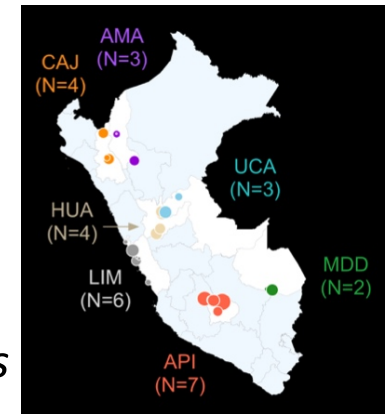 AMA
(N=3)
CAJ
(N=4)
UCA
(N=3)
HUA
(N=4)
MDD
(N=2)
LIM
(N=6)
API
(N=7)
s